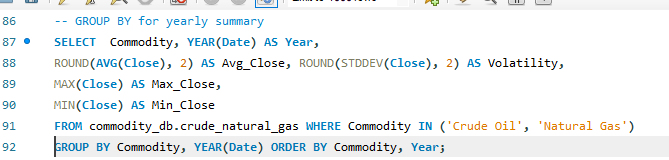 86 -- GROUP BY for yearly summary
87 SELECT Commodity, YEAR(Date) AS Year,
88 ROUND(AVG(Close), 2) AS Avg_Close, ROUND(STDDEV(Close), 2) AS Volatility,
89 MAX(Close) AS Max_Close,
90 MIN(Close) AS Min_Close
91 FROM commodity_db.crude_natural_gas WHERE Commodity IN ('Crude Oil', 'Natural Gas')
92 GROUP BY Commodity, YEAR(Date) ORDER BY Commodity, Year;